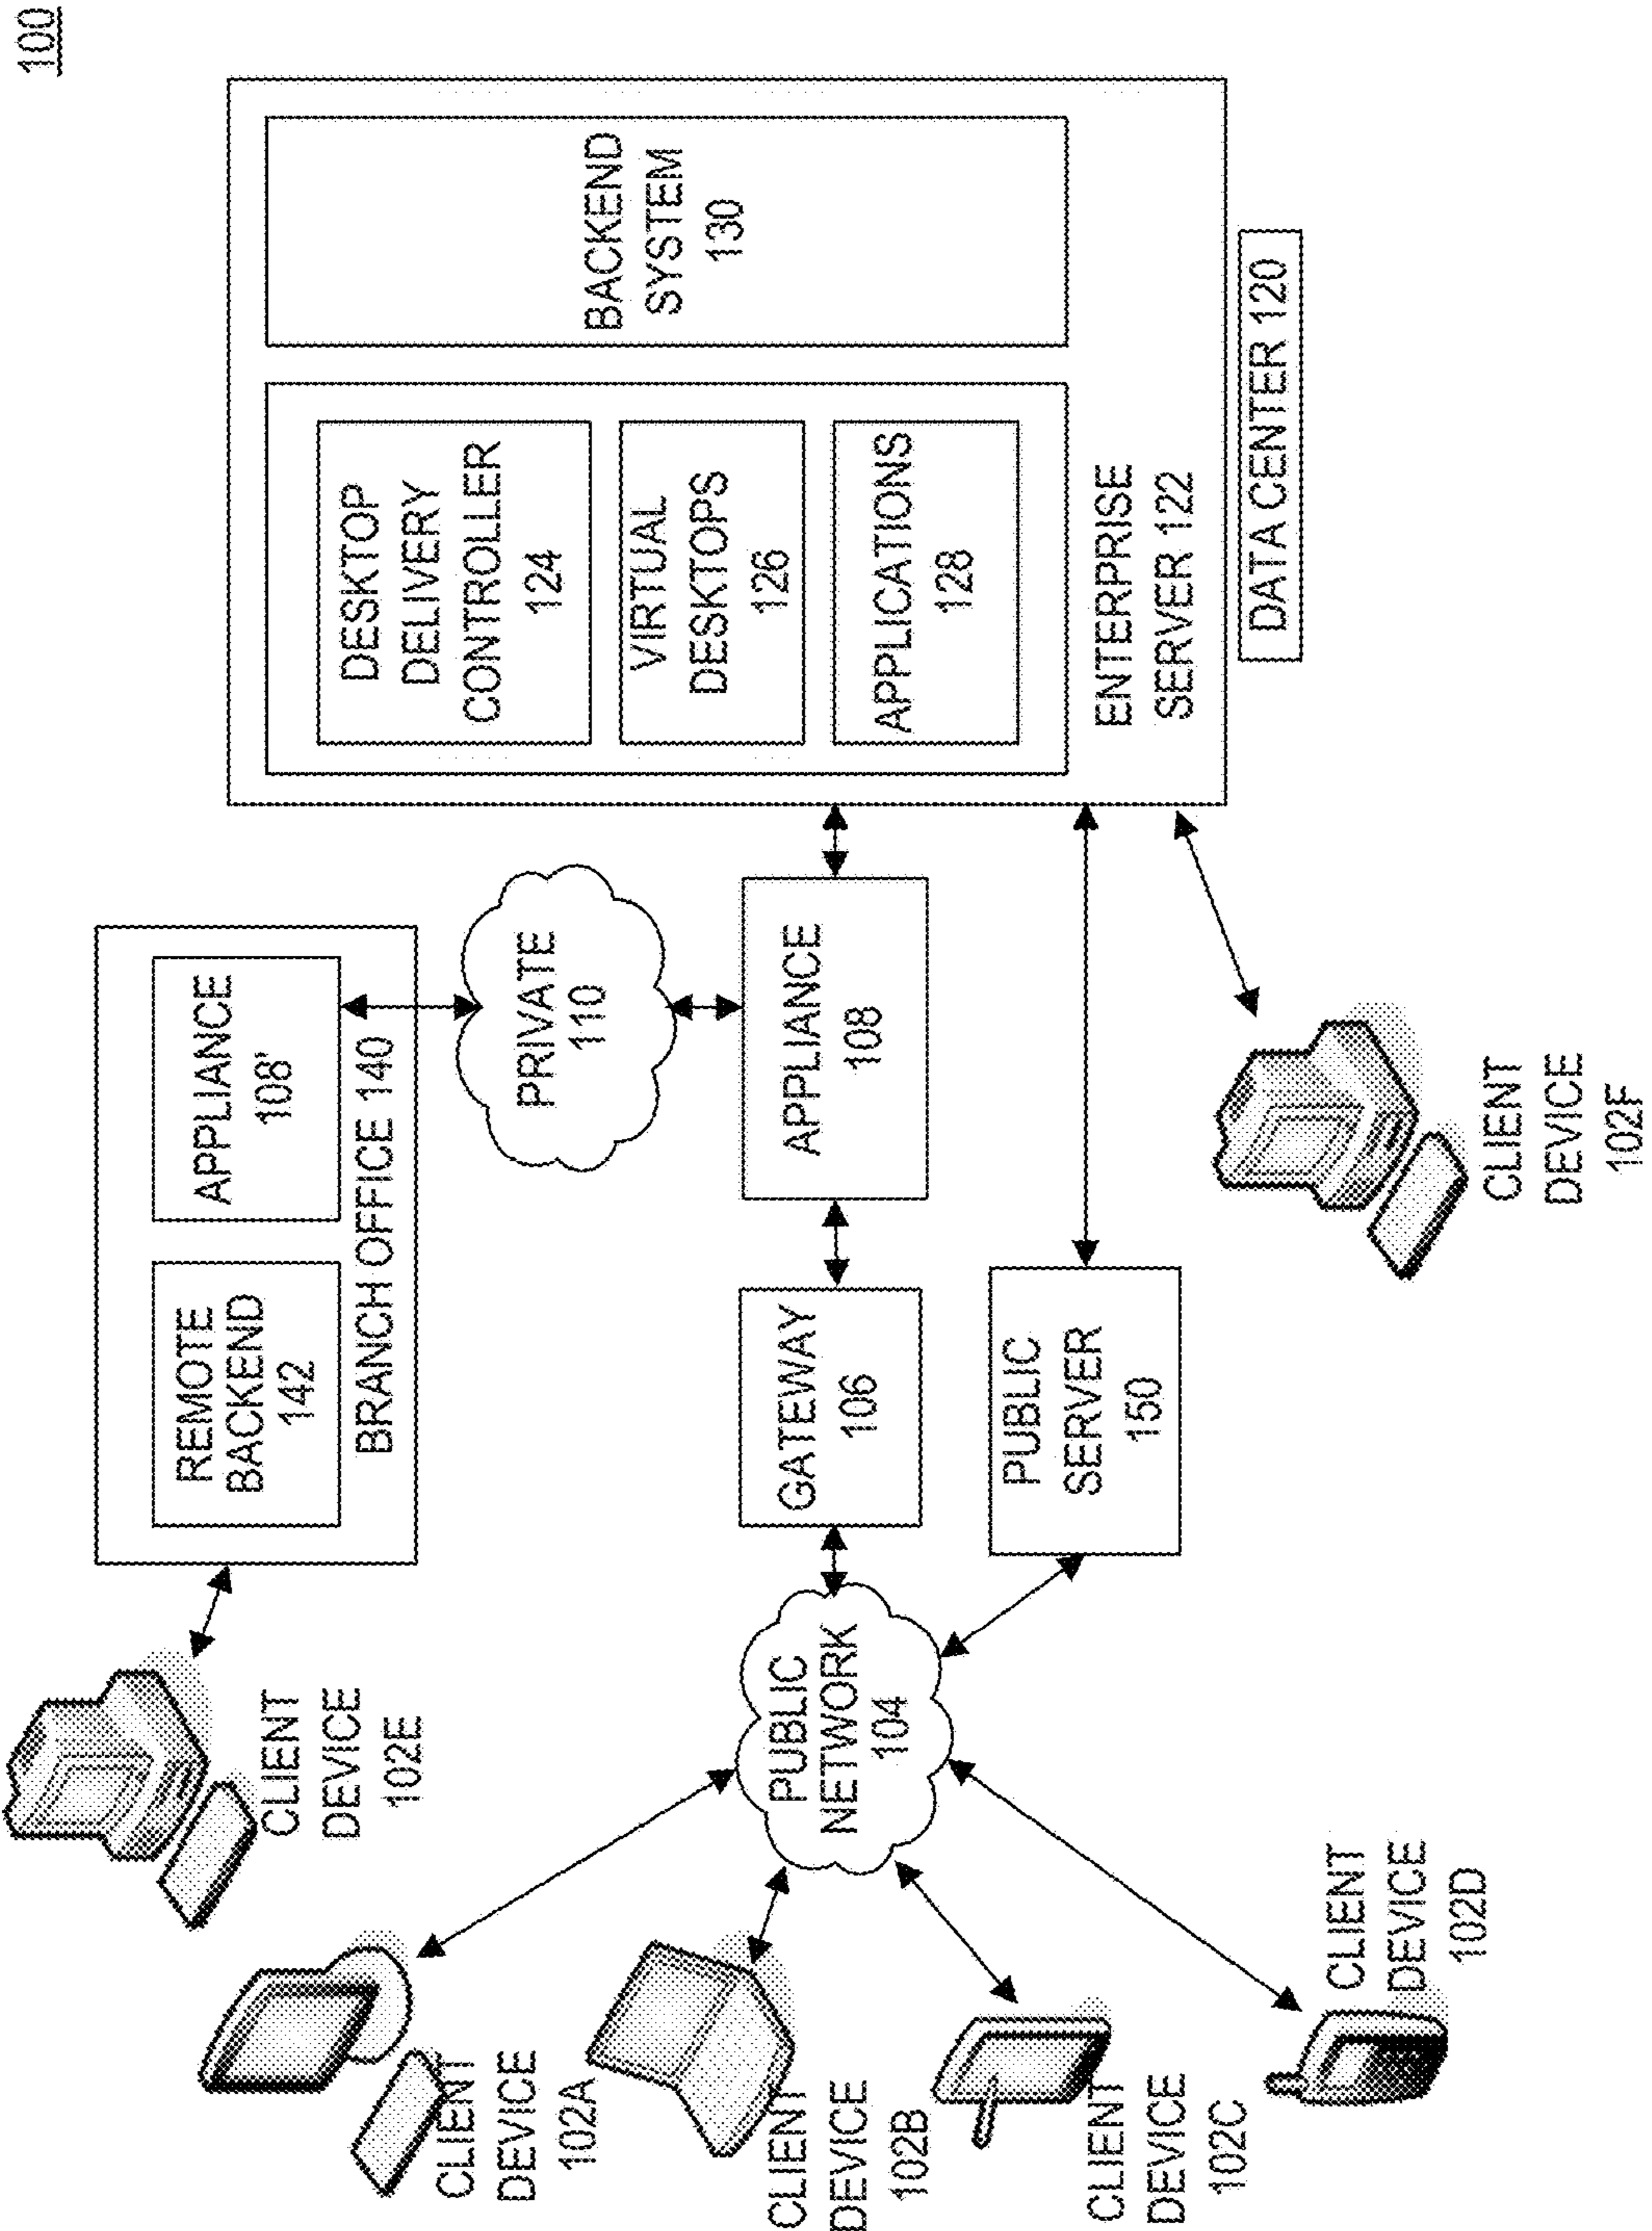 100
CLIENT
DEVICE
102E
REMOTE
BACKEND
142
APPLIANCE
108'
BRANCH OFFICE 140
PRIVATE
110
CLIENT
DEVICE
102A
CLIENT
DEVICE
102B
CLIENT
DEVICE
102C
CLIENT
DEVICE
102D
PUBLIC
NETWORK
104
GATEWAY
106
APPLIANCE
108
PUBLIC
SERVER
150
CLIENT
DEVICE
102F
DESKTOP
DELIVERY
CONTROLLER
124
VIRTUAL
DESKTOPS
126
APPLICATIONS
128
BACKEND
SYSTEM
130
ENTERPRISE
SERVER 122
DATA CENTER 120